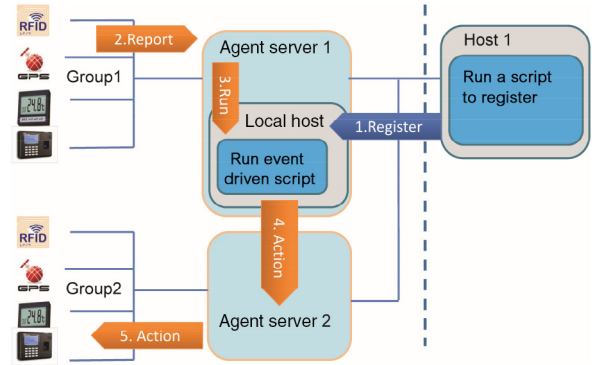 RFID
2.Report
Agent server 1
Host 1
GPS
Group1
3.Run
Run a script
to register
24.8
Local host
1.Register
Run event
driven script
RFID
4. Action
GPS
Group2
24.8
Agent server 2
5. Action